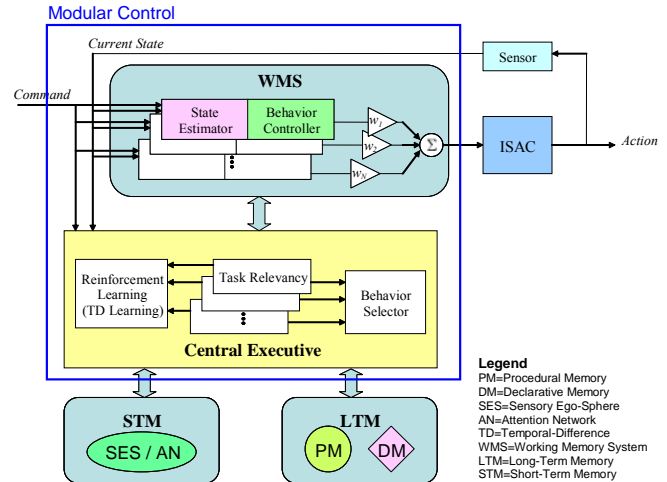 Modular Control
Current State
Sensor
WMS
Command
State
Estimator
Behavior
Controller
w1
w2
wN
Σ
ISAC
Action
Reinforcement
Learning
(TD Learning)
Task Relevancy
Behavior
Selector
Central Executive
STM
SES / AN
LTM
PM
DM
Legend
PM=Procedural Memory
DM=Declarative Memory
SES=Sensory Ego-Sphere
AN=Attention Network
TD=Temporal-Difference
WMS=Working Memory System
LTM=Long-Term Memory
STM=Short-Term Memory